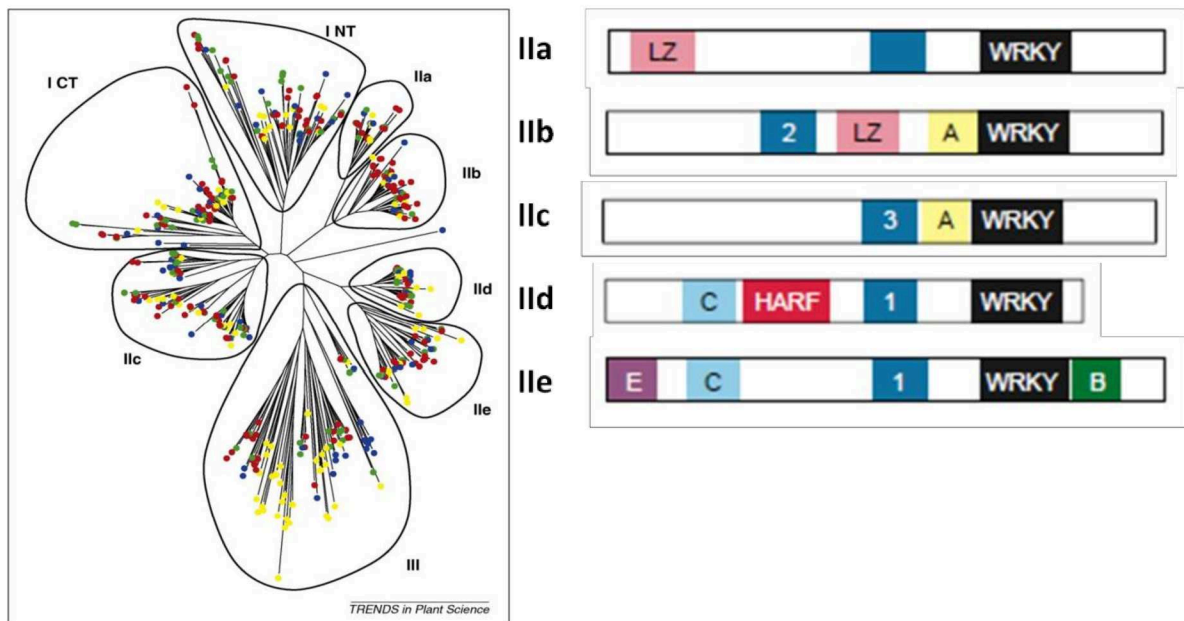 I NT
I CT
IIa
IIb
IId
IIc
IIe
III
TRENDS in Plant Science
IIa LZ WRKY
IIb 2 LZ A WRKY
IIc 3 A WRKY
IId C HARF 1 WRKY
IIe E C 1 WRKY B